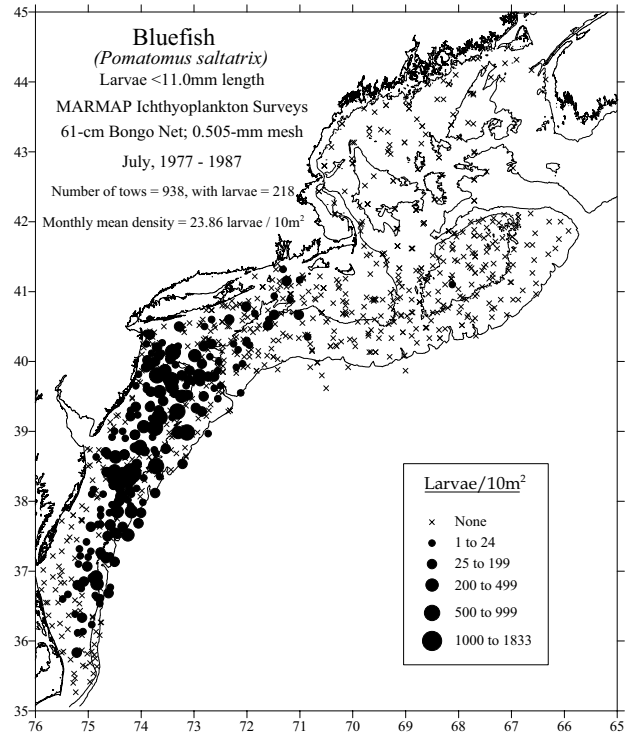 Bluefish
(Pomatomus saltatrix)
Larvae <11.0mm length
MARMAP Ichthyoplankton Surveys
61-cm Bongo Net; 0.505-mm mesh
July, 1977 - 1987
Number of tows = 938, with larvae = 218
Monthly mean density = 23.86 larvae / 10m²
45
44
43
42
41
40
39
38
37
36
35
Larvae/10m²
None
1 to 24
25 to 199
200 to 499
500 to 999
1000 to 1833
76 75 74 73 72 71 70 69 68 67 66 65